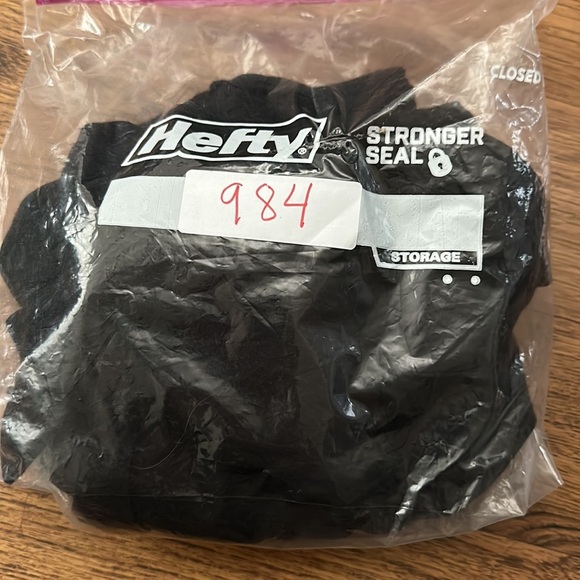 CLOSED
Hefty®
STRONGER
SEAL
984
STORAGE